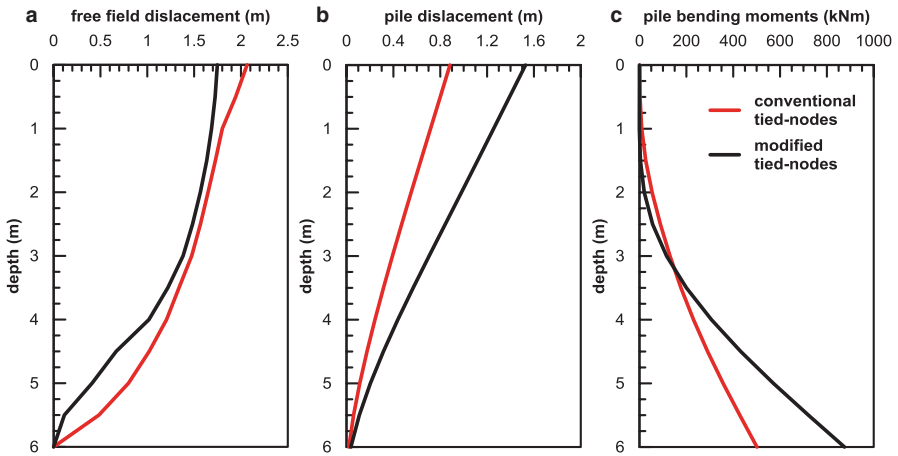 a free field dislacement (m)
0 0.5 1 1.5 2 2.5
0
1
2
3
4
5
6
depth (m)
b pile dislacement (m)
0 0.4 0.8 1.2 1.6 2
0
1
2
3
4
5
6
depth (m)
c pile bending moments (kNm)
0 200 400 600 800 1000
0
1
2
3
4
5
6
depth (m)
conventional
tied-nodes
modified
tied-nodes